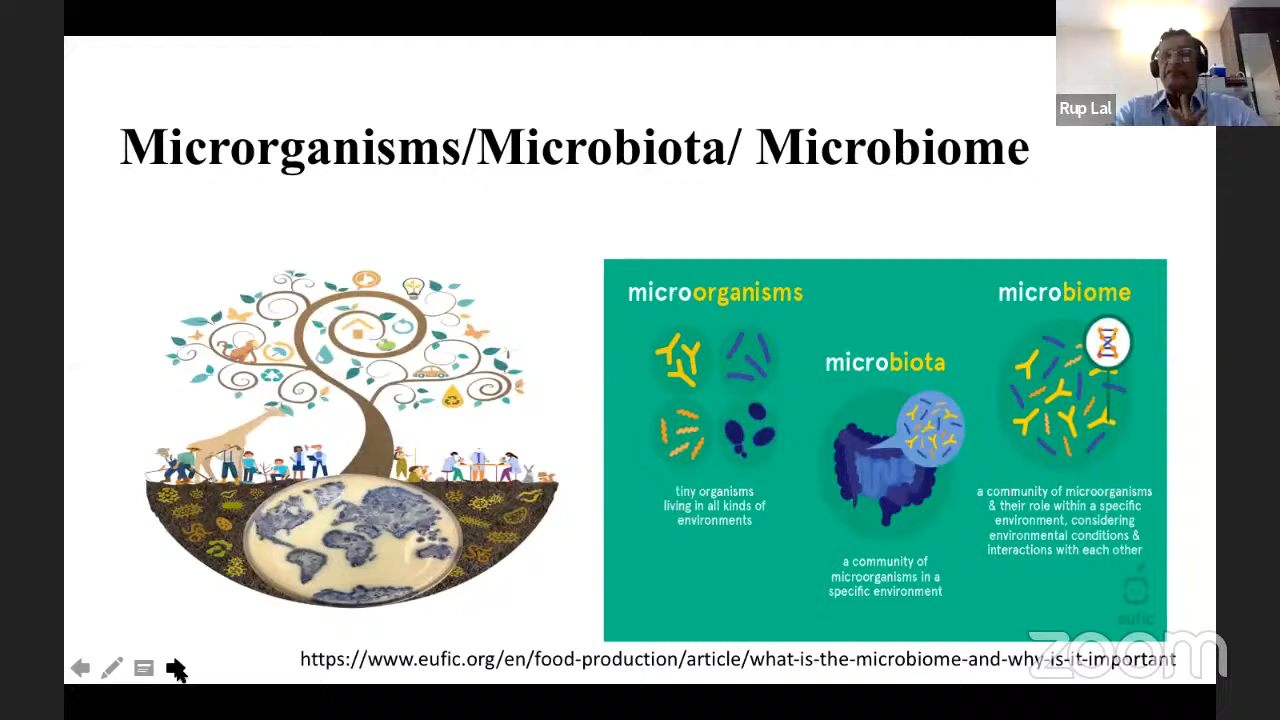 Rup Lal
Microrganisms/Microbiota/ Microbiome
microorganisms
tiny organisms
living in all kinds of
environments
microbiota
a community of
microorganisms in a
specific environment
microbiome
a community of microorganisms
& their role within a specific
environment, considering
environmental conditions &
interactions with each other
eufic
https://www.eufic.org/en/food-production/article/what-is-the-microbiome-and-why-is-it-important
zoom